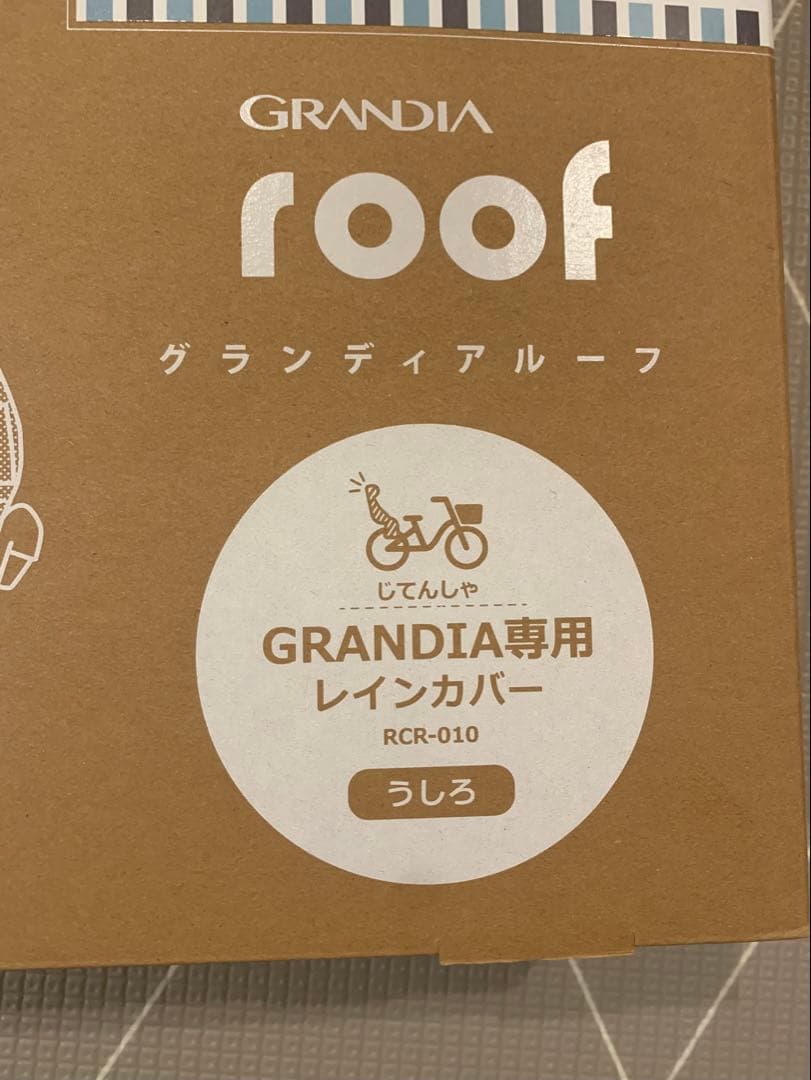 GRANDIA
roof
グランディアルーフ
じてんしゃ
GRANDIA専用
レインカバー
RCR-010
うしろ